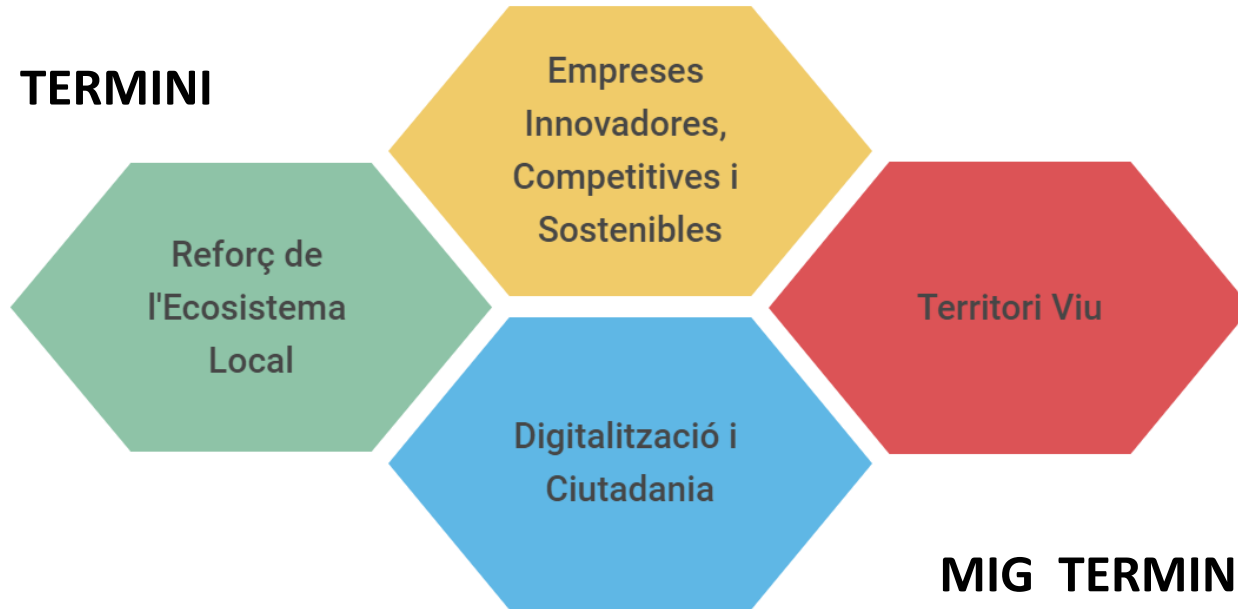 TERMINI
Empreses
Innovadores,
Competitives i
Sostenibles
Reforç de
l'Ecosistema
Local
Territori Viu
Digitalització i
Ciutadania
MIG TERMIN